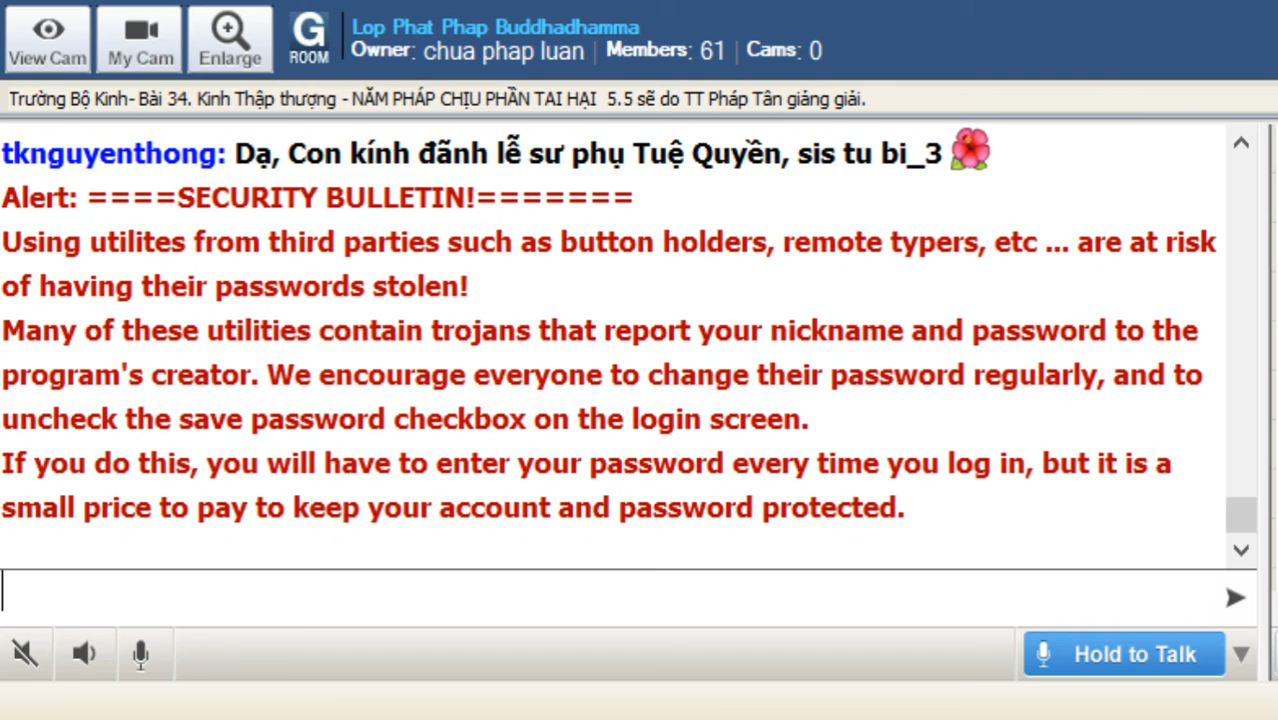 Lop Phat Phap Buddhadhamma
View Cam My Cam Enlarge G ROOM Owner: chua phap luan | Members: 61 | Cams: 0
Trường Bộ Kinh- Bài 34. Kinh Thập thượng - NĂM PHÁP CHỊU PHẦN TAI HẠI 5.5 sẽ do TT Pháp Tân giảng giải.
tknguyenthong: Dạ, Con kính đãnh lễ sư phụ Tuệ Quyền, sis tu bi_3
Alert: ====SECURITY BULLETIN!=======
Using utilites from third parties such as button holders, remote typers, etc ... are at risk
of having their passwords stolen!
Many of these utilities contain trojans that report your nickname and password to the
program's creator. We encourage everyone to change their password regularly, and to
uncheck the save password checkbox on the login screen.
If you do this, you will have to enter your password every time you log in, but it is a
small price to pay to keep your account and password protected.
Hold to Talk